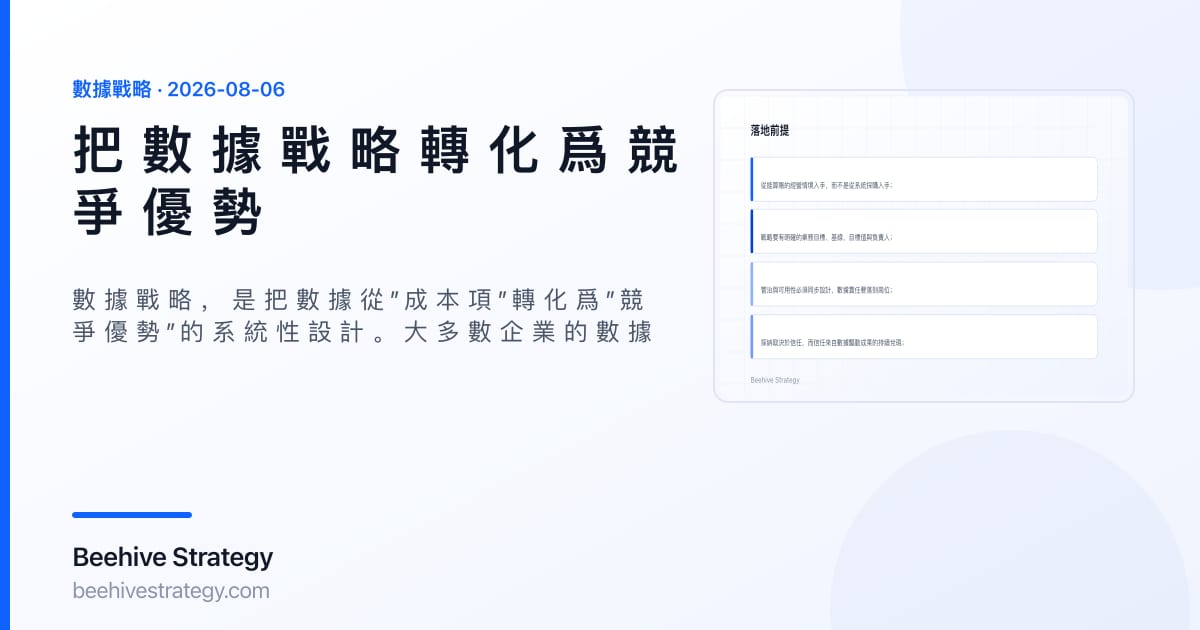 數據戰略 · 2026-08-06
把數據戰略轉化爲競
爭優勢
數據戰略，是把數據從"成本項"轉化爲"競
爭優勢"的系統性設計。大多數企業的數據
落地前提
從能算賬的經營情境入手，而不是從系統採購入手；
戰略要有明確的業務目標、基線、目標值與負責人；
管治與可用性必須同步設計，數據責任要落到崗位；
採納取決於信任，而信任來自數據驅動成果的持續兌現；
Beehive Strategy
Beehive Strategy
beehivestrategy.com